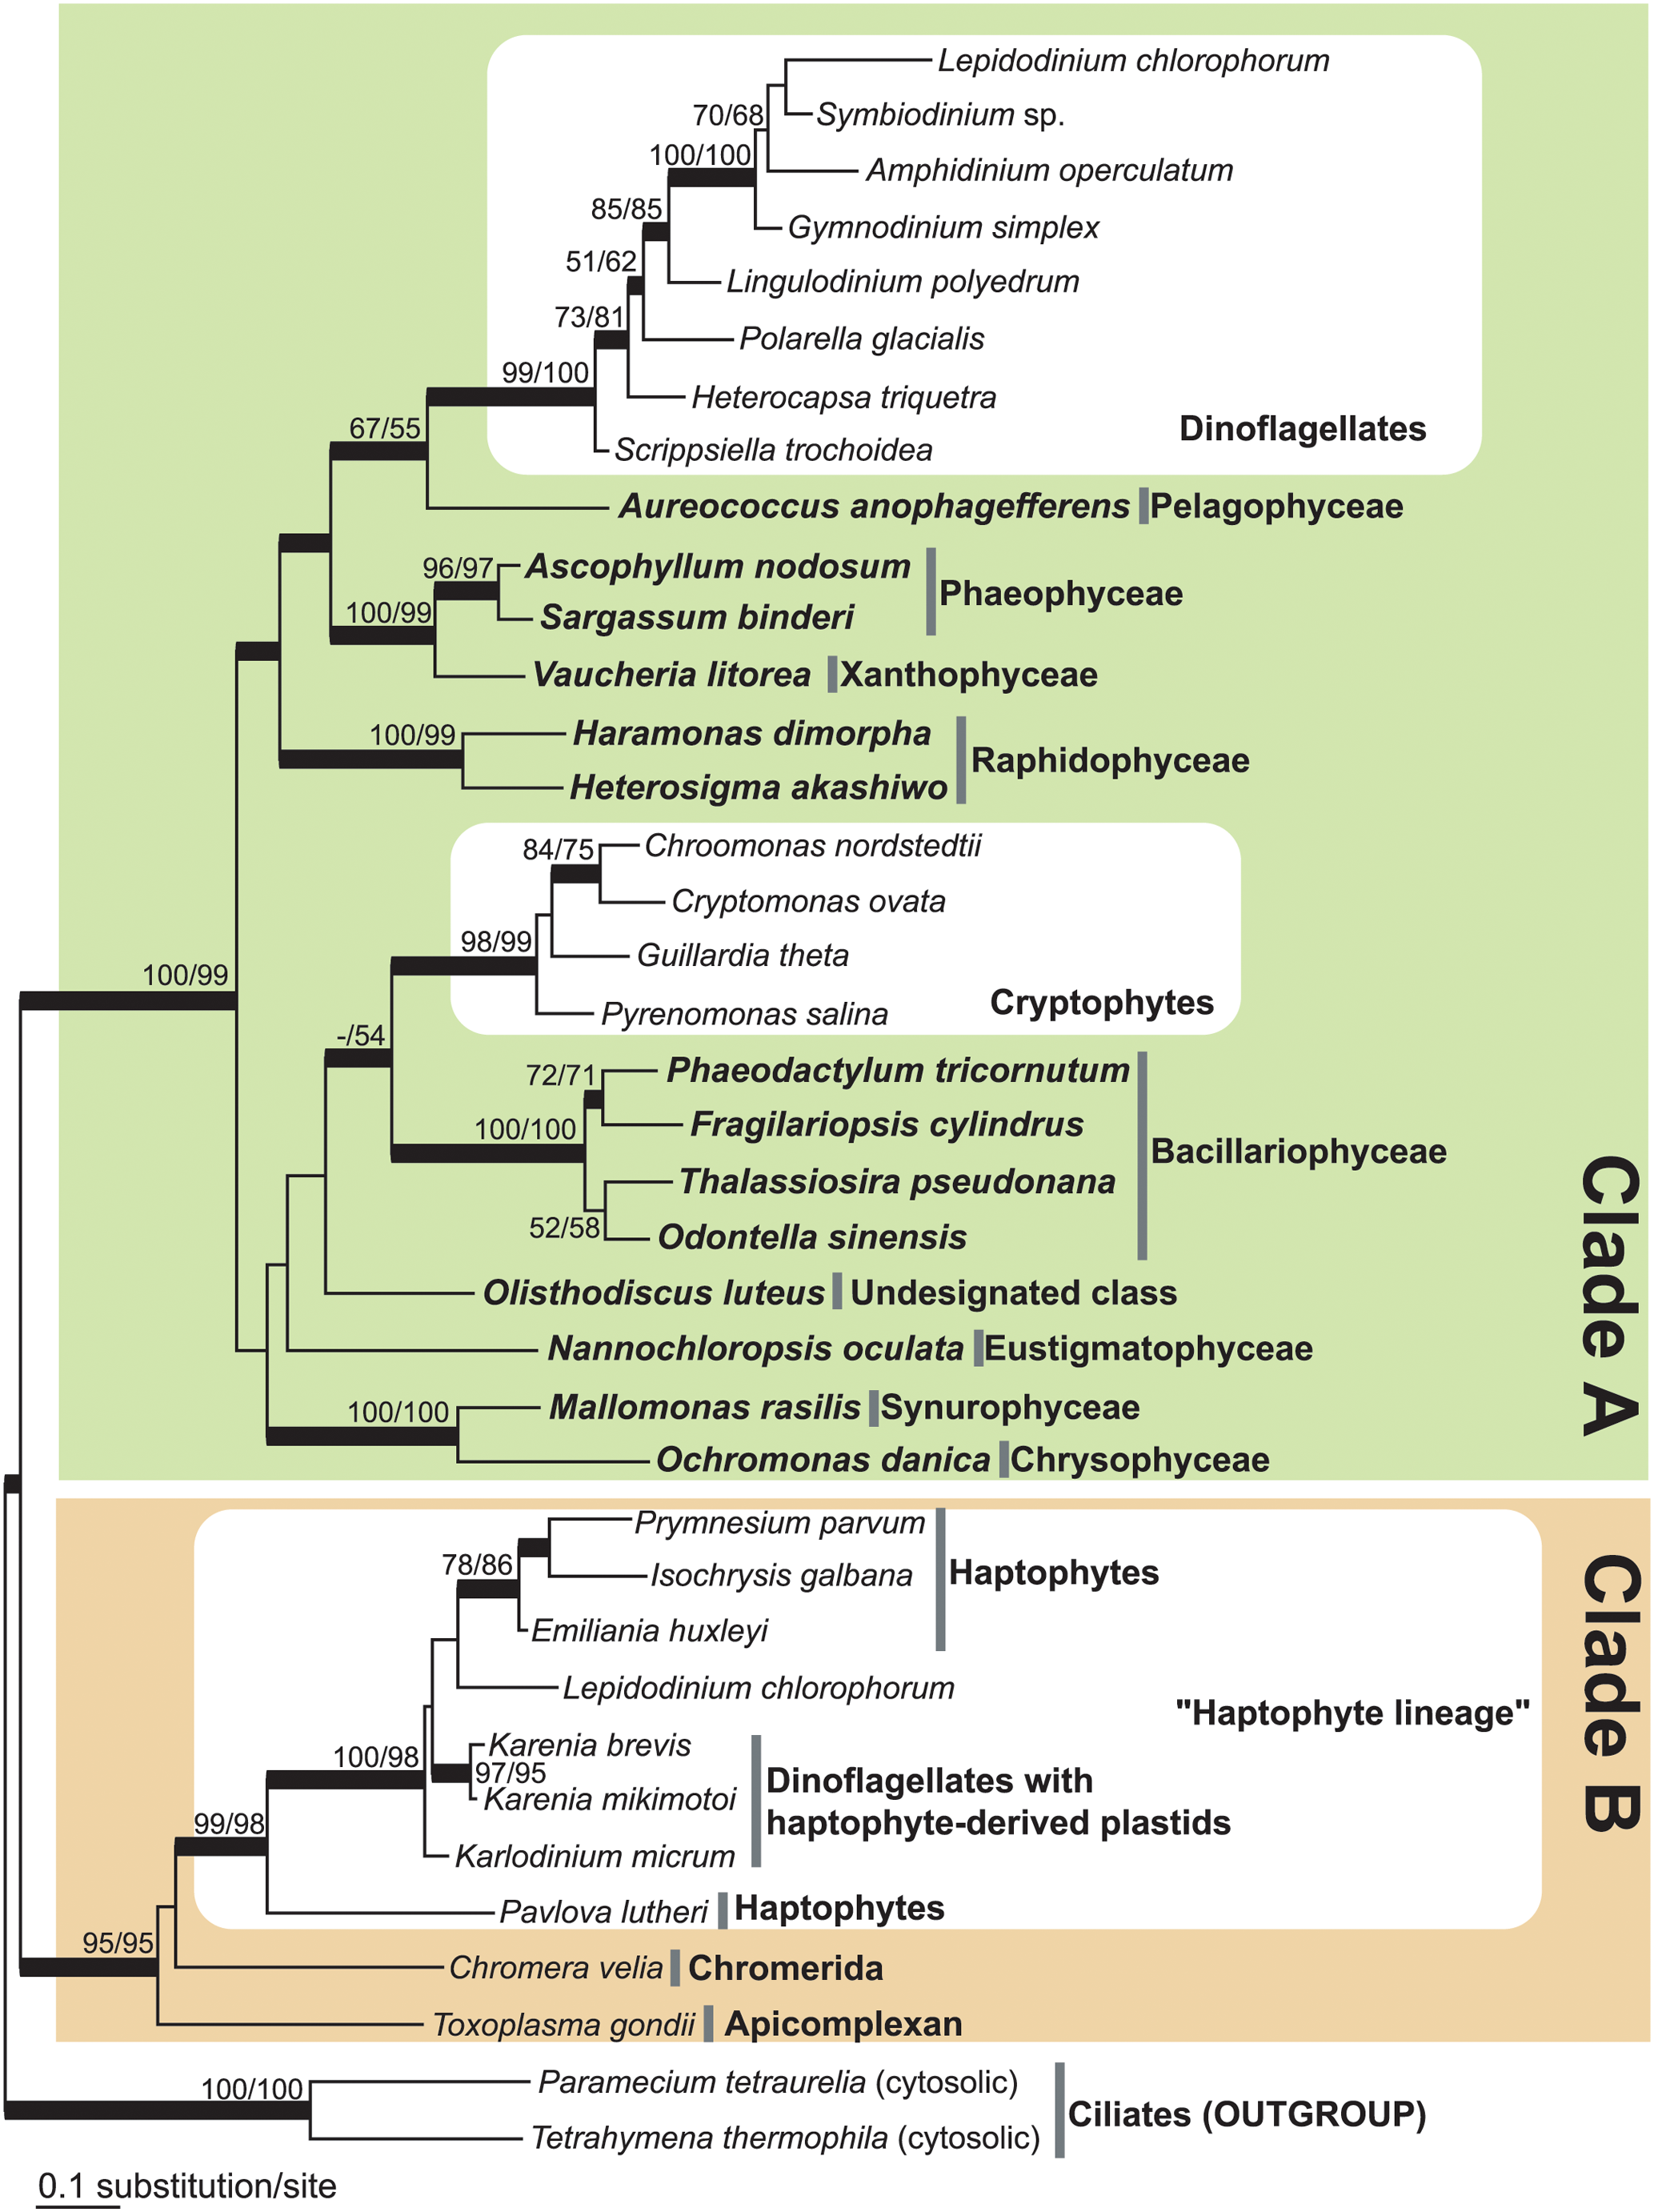 Lepidodinium chlorophorum
70/68
Symbiodinium sp.
100/100
Amphidinium operculatum
85/85
Gymnodinium simplex
51/62
Lingulodinium polyedrum
73/81
Polarella glacialis
99/100
Heterocapsa triquetra
Dinoflagellates
67/55
Scrippsiella trochoidea
Aureococcus anophagefferens Pelagophyceae
96/97
Ascophyllum nodosum
Phaeophyceae
100/99
Sargassum binderi
Vaucheria litorea Xanthophyceae
100/99
Haramonas dimorpha
Raphidophyceae
Heterosigma akashiwo
84/75
Chroomonas nordstedtii
Cryptomonas ovata
98/99
Guillardia theta
100/99
Cryptophytes
Pyrenomonas salina
-/54
72/71
Phaeodactylum tricornutum
100/100
Fragilariopsis cylindrus
Bacillariophyceae
Thalassiosira pseudonana
52/58
Odontella sinensis
Olisthodiscus luteus Undesignated class
Nannochloropsis oculata Eustigmatophyceae
100/100
Mallomonas rasilis Synurophyceae
Ochromonas danica Chrysophyceae
Clade A
Prymnesium parvum
78/86
Isochrysis galbana
Haptophytes
Emiliania huxleyi
Lepidodinium chlorophorum
"Haptophyte lineage"
100/98
Karenia brevis
97/95
Karenia mikimotoi
Dinoflagellates with
haptophyte-derived plastids
99/98
Karlodinium micrum
Pavlova lutheri Haptophytes
95/95
Chromera velia Chromerida
Toxoplasma gondii Apicomplexan
Clade B
100/100
Paramecium tetraurelia (cytosolic)
Ciliates (OUTGROUP)
Tetrahymena thermophila (cytosolic)
0.1 substitution/site